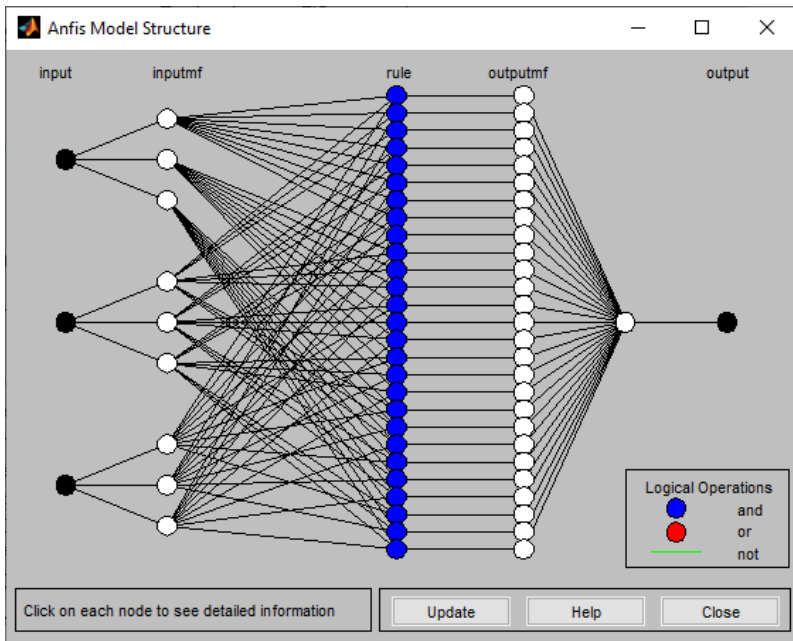 Anfis Model Structure
input inputmf rule outputmf output
Logical Operations
and
or
not
Click on each node to see detailed information
Update Help Close